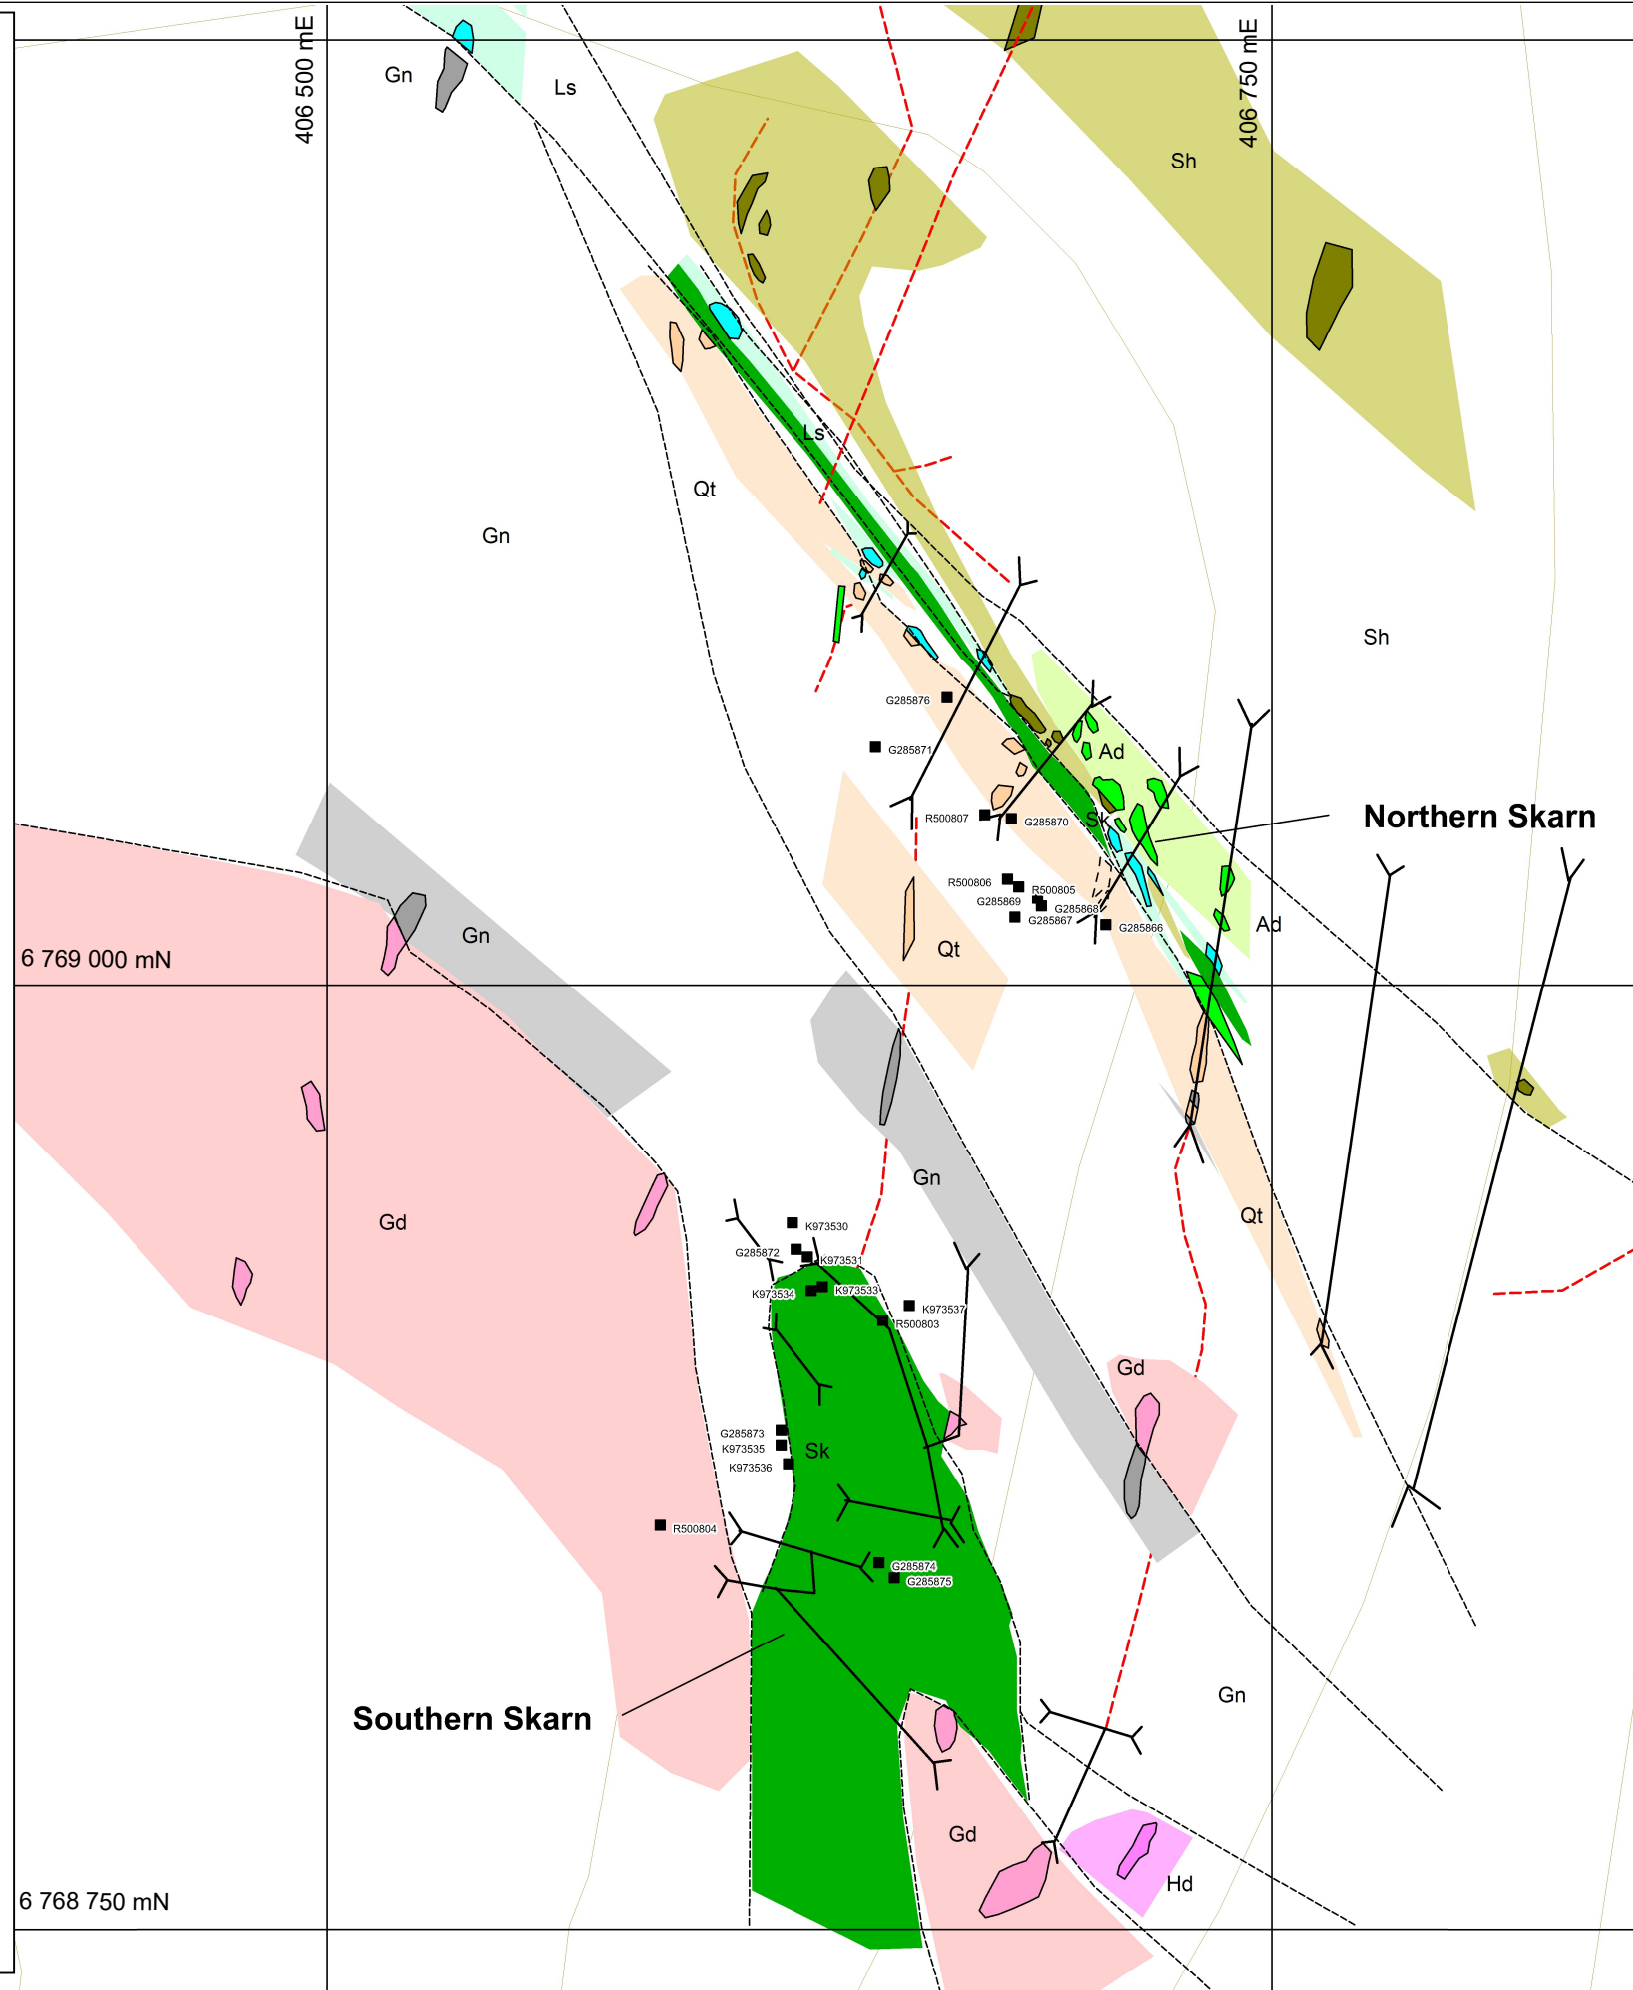 406 500 mE
406 750 mE
Gn
Ls
Sh
Ls
Qt
Gn
Sh
G285876
G285871
Ad
R500807
G285870
Sk
Northern Skarn
R500806
R500805
G285869
G285868
G285867
G285866
Ad
Gn
Qt
6 769 000 mN
Gn
Gd
Qt
K973530
G285872
K973531
K973534
K973533
K973537
R500803
Gd
G285873
K973535
Sk
K973536
R500804
G285874
G285875
Gn
Southern Skarn
Gd
Hd
6 768 750 mN